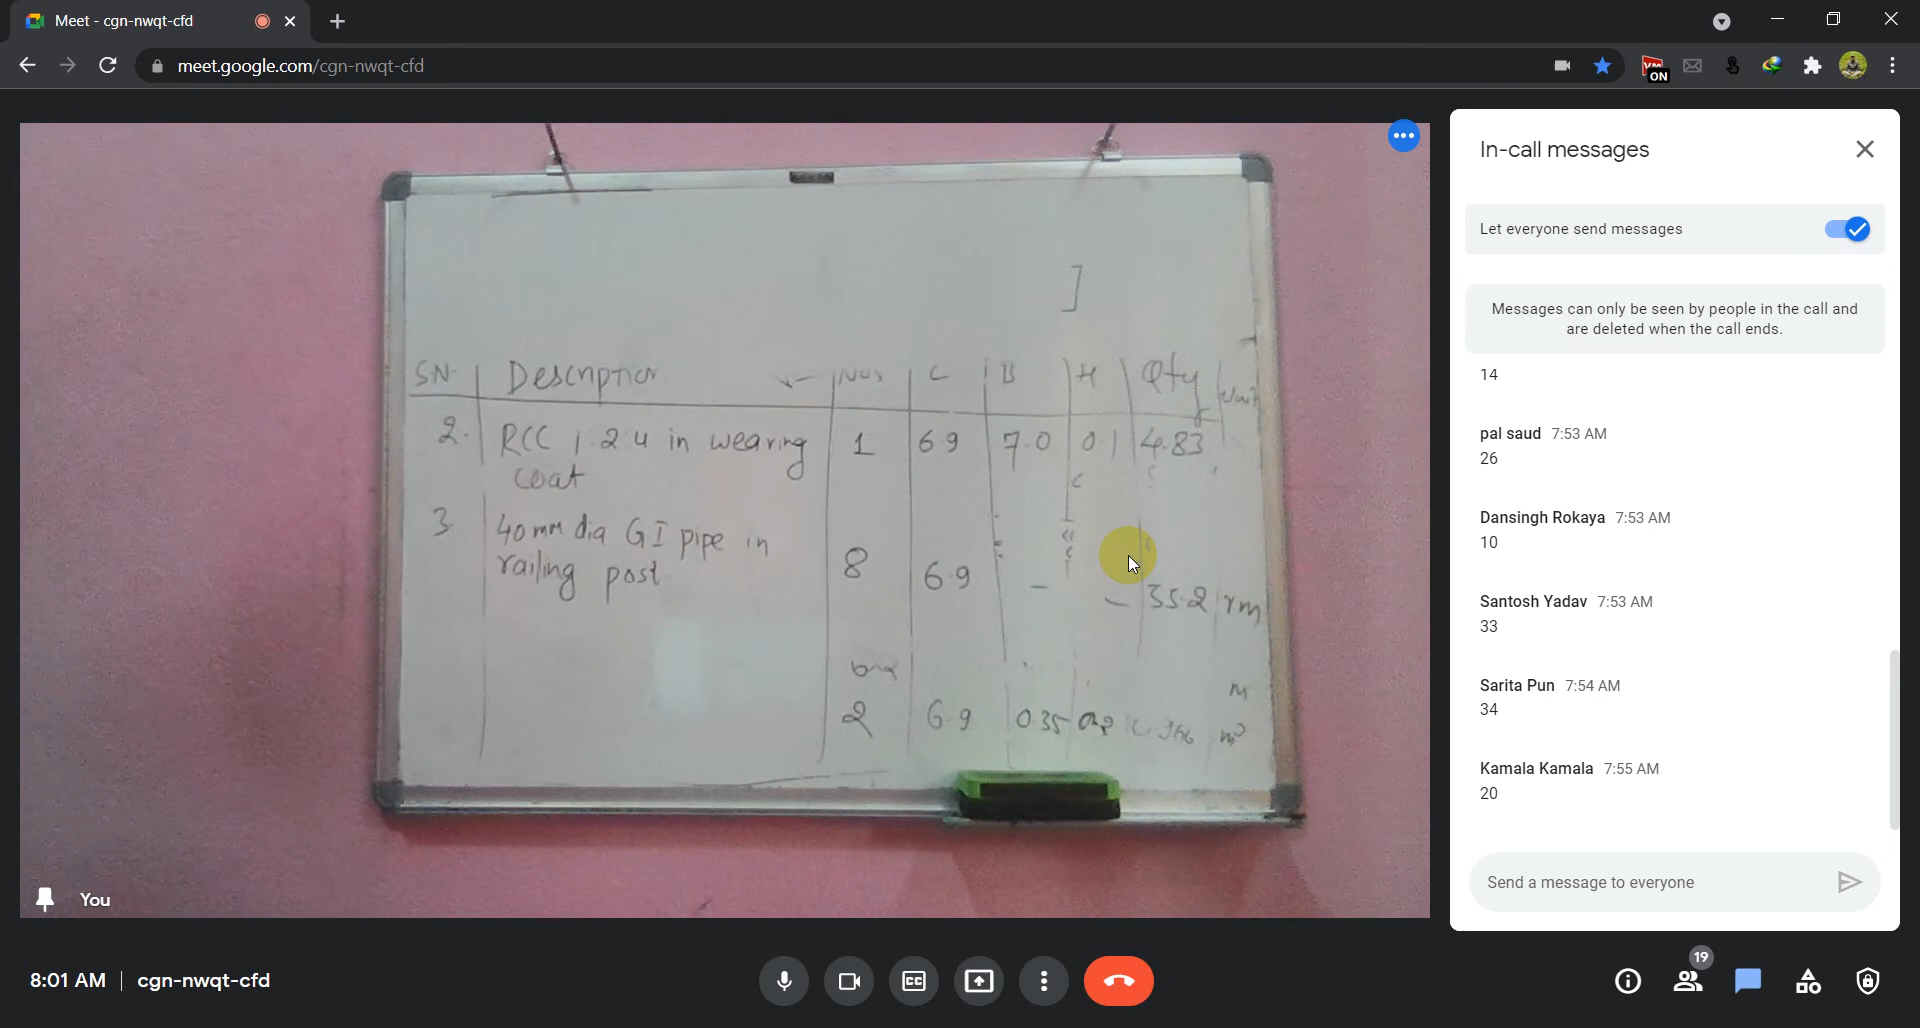 Meet - cgn-nwqt-cfd
meet.google.com/cgn-nwqt-cfd
ON
In-call messages
Let everyone send messages
Messages can only be seen by people in the call and
are deleted when the call ends.
14
pal saud 7:53 AM
26
Dansingh Rokaya 7:53 AM
10
Santosh Yadav 7:53 AM
33
Sarita Pun 7:54 AM
34
Kamala Kamala 7:55 AM
20
Send a message to everyone
]
SN Description Nos L B H Qty Unit
2. RCC 1:2:4 in wearing 1 6.9 7.0 0.1 4.83
coat
3. 40mm dia GI pipe in
railing post 8 6.9 - - 35.2 rm
2 6.9 0.35 m³
You
8:01 AM | cgn-nwqt-cfd
CC
19